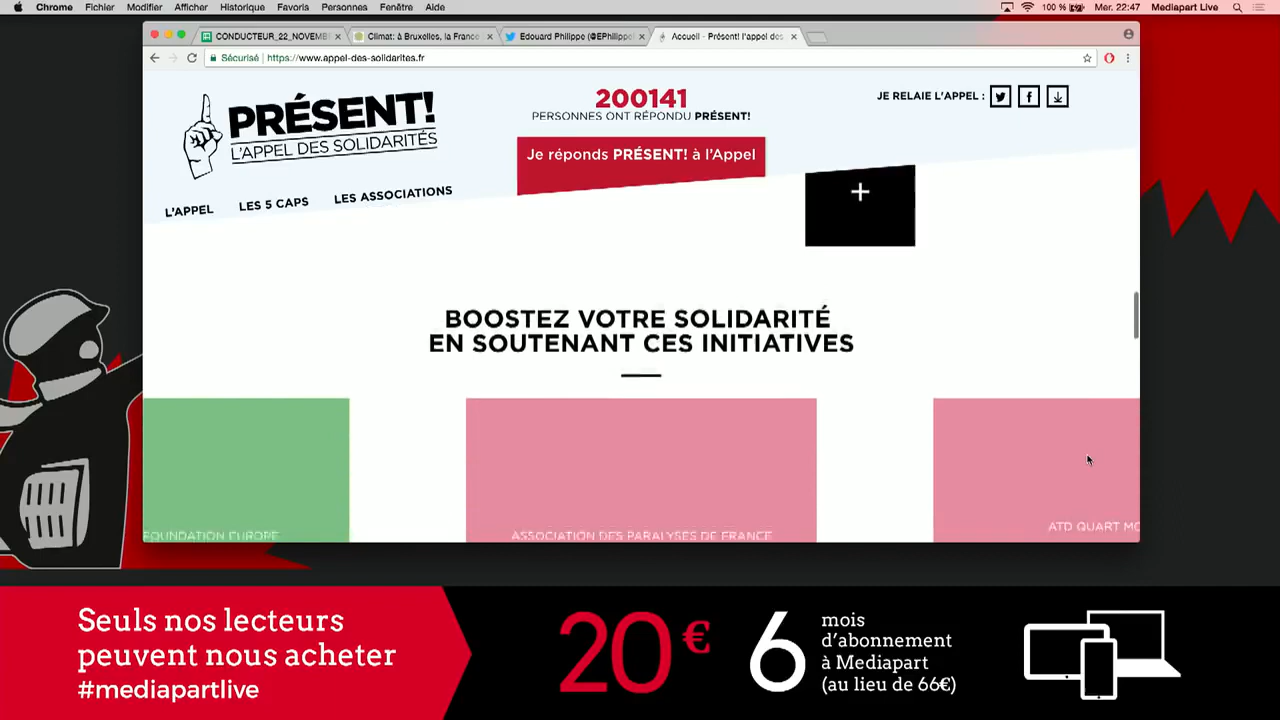 Chrome Fichier Modifier Afficher Historique Favoris Personnes Fenêtre Aide
100 % Mer. 22:47 Mediapart Live
CONDUCTEUR_22_NOVEMB
Climat: à Bruxelles, la France
Edouard Philippe (@EPhilippe
Accueil - Présent! l'appel des
Sécurisé https://www.appel-des-solidarites.fr
PRÉSENT!
L'APPEL DES SOLIDARITÉS
200141
PERSONNES ONT RÉPONDU PRÉSENT!
Je réponds PRÉSENT! à l'Appel
JE RELAIE L'APPEL :
L'APPEL LES 5 CAPS LES ASSOCIATIONS
+
BOOSTEZ VOTRE SOLIDARITÉ
EN SOUTENANT CES INITIATIVES
FOUNDATION EUROPE
ASSOCIATION DES PARALYSÉS DE FRANCE
ATD QUART MO
Seuls nos lecteurs
peuvent nous acheter
#mediapartlive
20 €
6
mois
d'abonnement
à Mediapart
(au lieu de 66€)